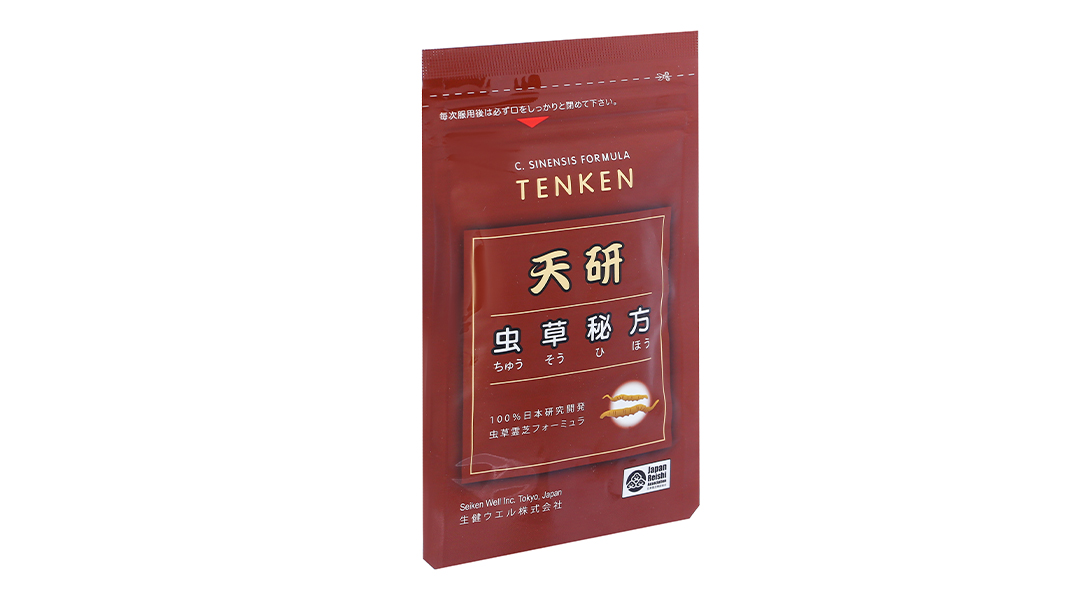 毎次服用後は必ず口をしっかりと閉めて下さい。
C. SINENSIS FORMULA
TENKEN
天研
虫草秘方
ちゅう そう ひ ほう
100%日本研究開発
虫草霊芝フォーミュラ
Japan
Reishi
Association
Seiken Well Inc. Tokyo, Japan
生健ウエル株式会社